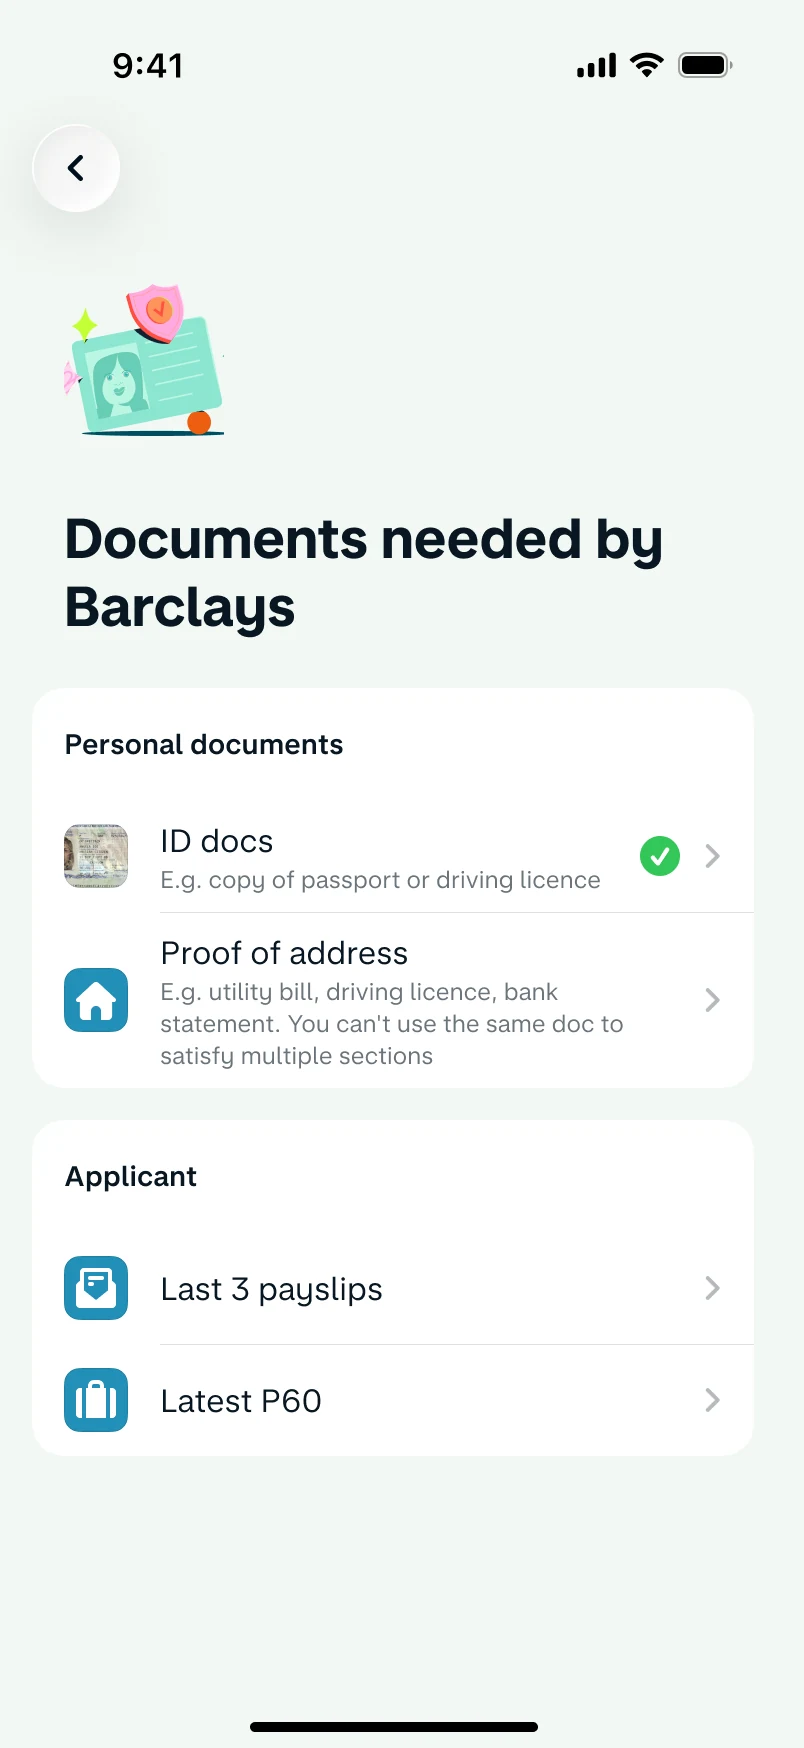 9:41
Documents needed by
Barclays
Personal documents
ID docs
E.g. copy of passport or driving licence
Proof of address
E.g. utility bill, driving licence, bank
statement. You can't use the same doc to
satisfy multiple sections
Applicant
Last 3 payslips
Latest P60